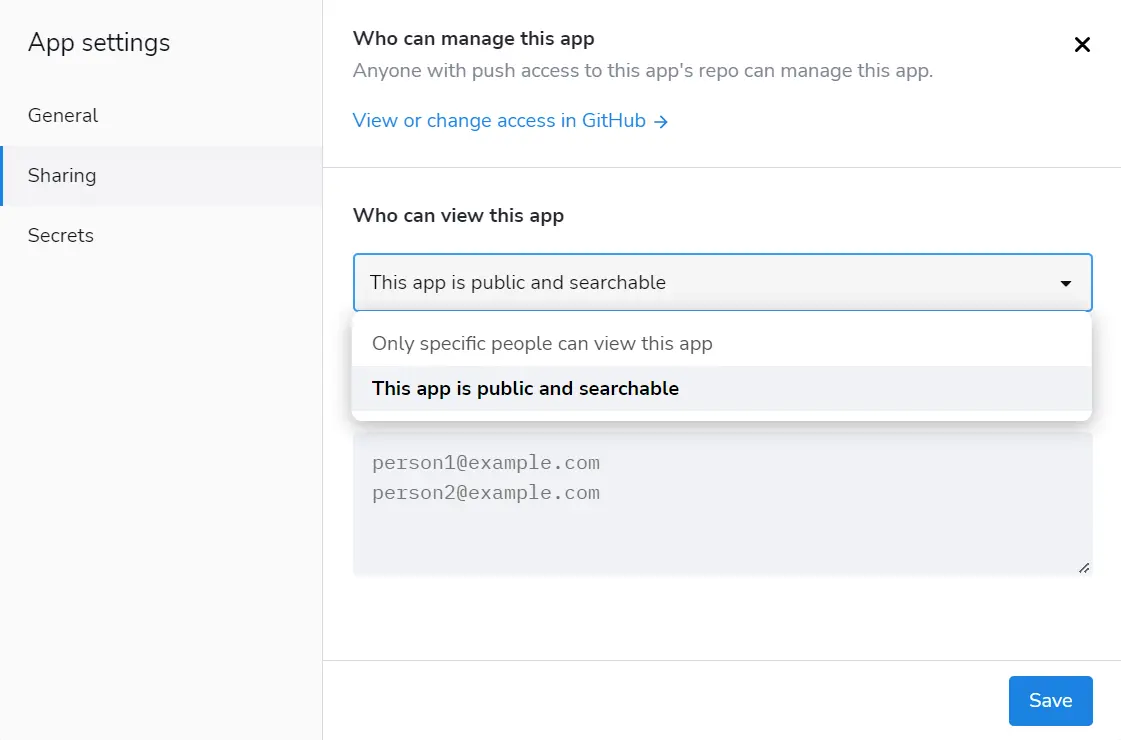 App settings
General
Sharing
Secrets
Who can manage this app
Anyone with push access to this app's repo can manage this app.
View or change access in GitHub →
Who can view this app
This app is public and searchable
Only specific people can view this app
This app is public and searchable
person1@example.com
person2@example.com
Save